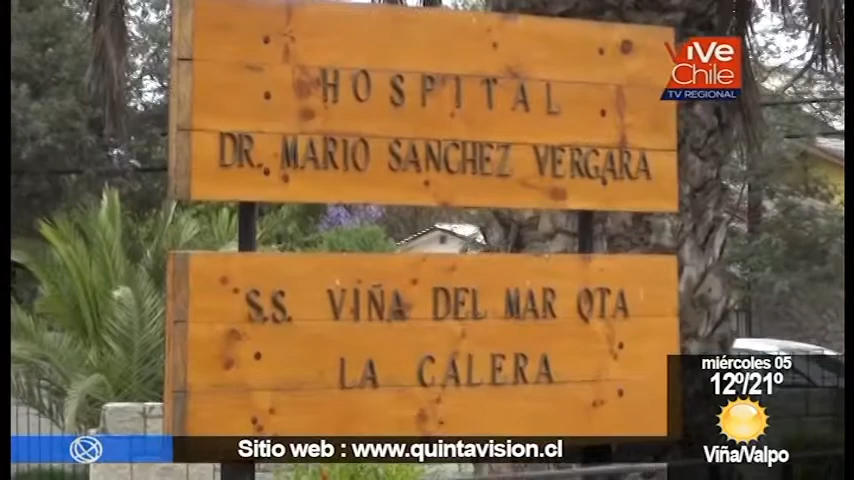 HOSPITAL
DR. MARIO SANCHEZ VERGARA
S.S. VIÑA DEL MAR QTA
LA CALERA
ViVe
Chile
TV REGIONAL
miércoles 05
12º/21º
Viña/Valpo
Sitio web : www.quintavision.cl